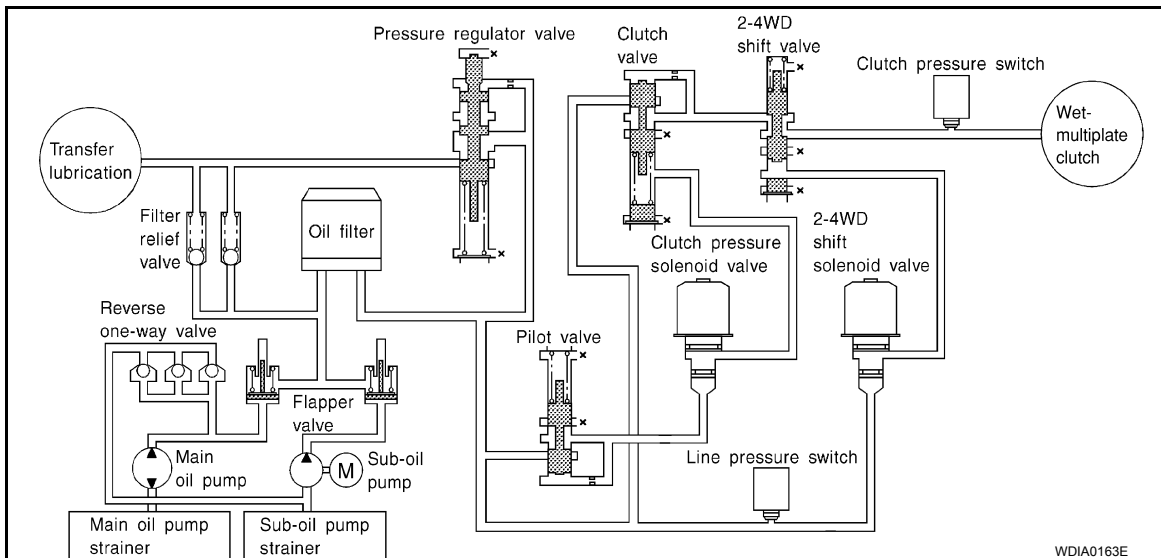 Pressure regulator valve
Clutch
valve
2-4WD
shift valve
Clutch pressure switch
Wet-
multiplate
clutch
Transfer
lubrication
Filter
relief
valve
Oil filter
Clutch pressure
solenoid valve
2-4WD
shift
solenoid valve
Reverse
one-way valve
Pilot valve
Flapper
valve
Main
oil pump
M
Sub-oil
pump
Line pressure switch
Main oil pump
strainer
Sub-oil pump
strainer
WDIA0163E